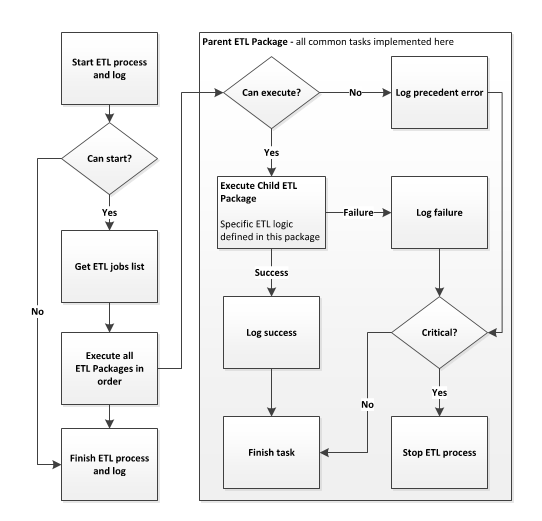 Parent ETL Package - all common tasks implemented here
Start ETL process
and log
Can start?
Yes
No
Get ETL jobs list
Execute all
ETL Packages in
order
Finish ETL process
and log
Can execute?
No
Log precedent error
Yes
Execute Child ETL
Package
Specific ETL logic
defined in this package
Failure
Log failure
Success
Log success
Critical?
No
Yes
Finish task
Stop ETL process